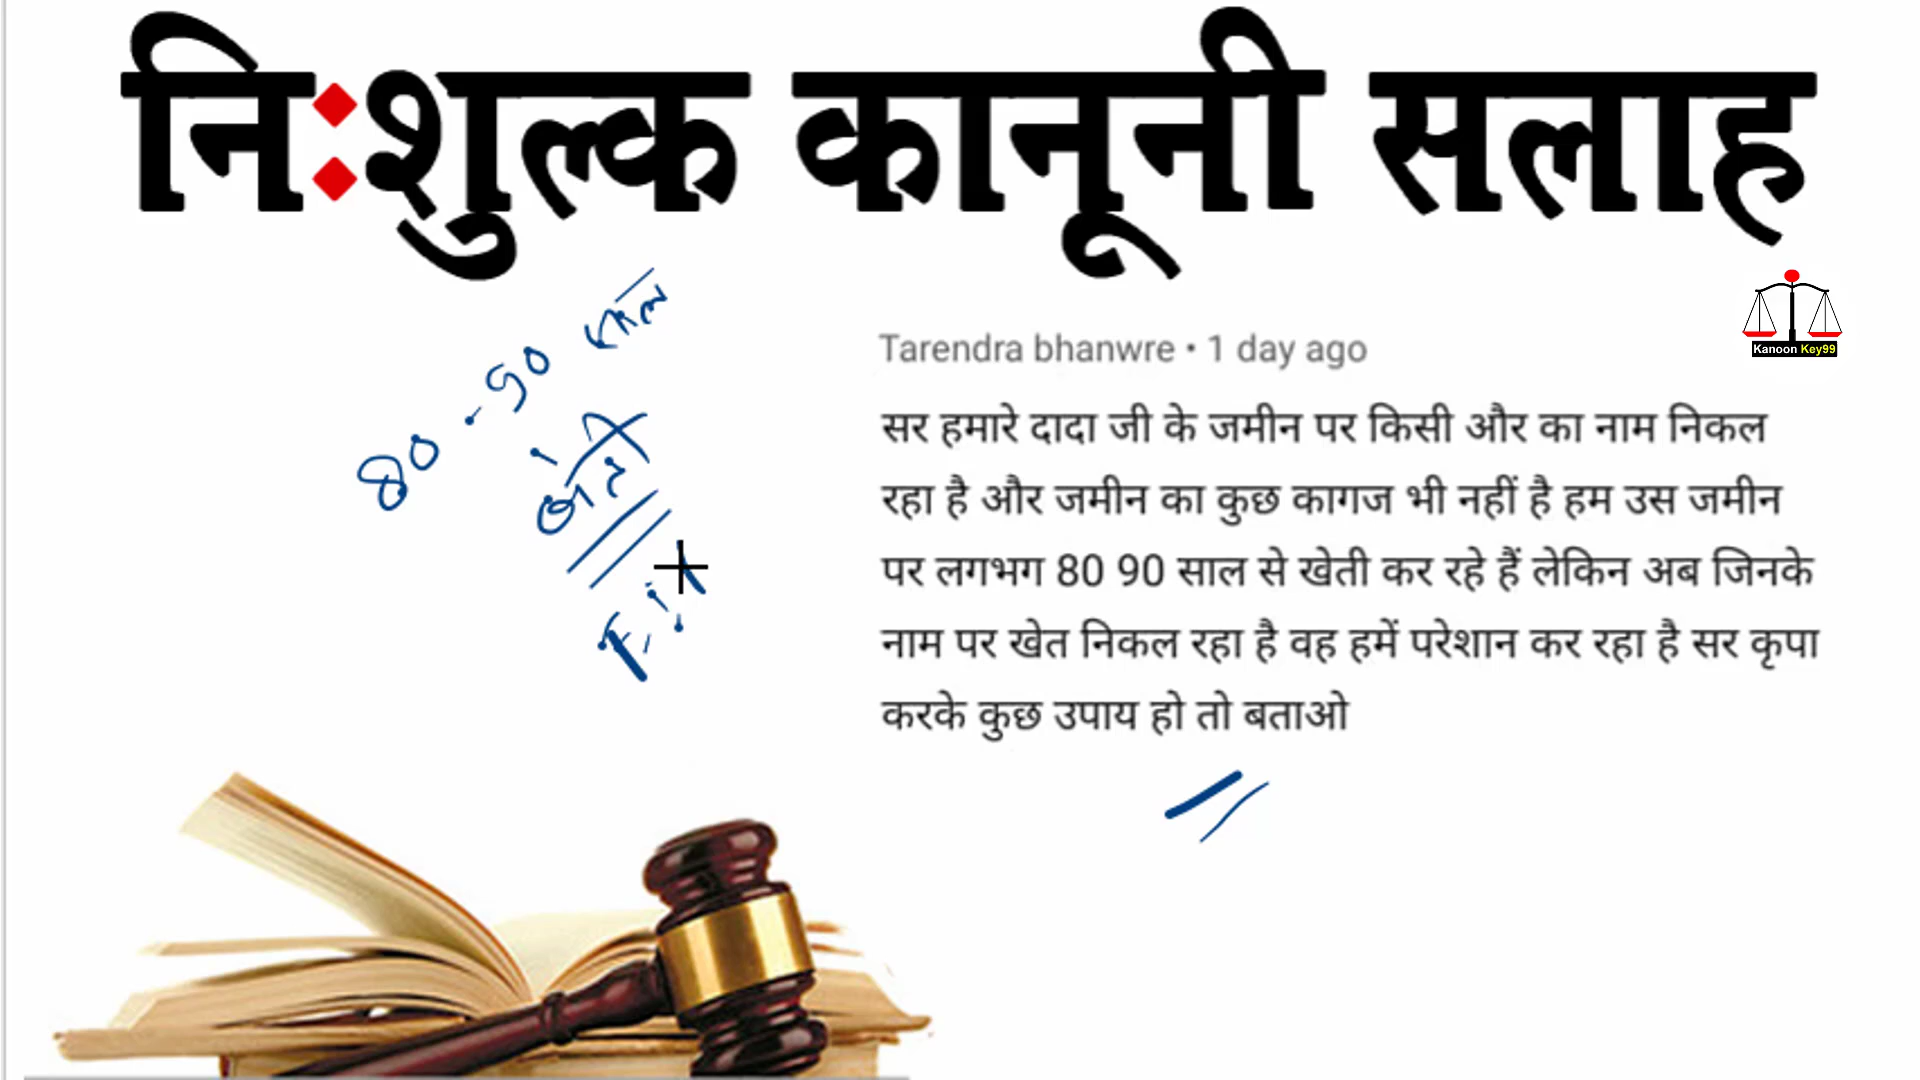 नि:शुल्क कानूनी सलाह
Kanoon Key99
Tarendra bhanwre • 1 day ago
सर हमारे दादा जी के जमीन पर किसी और का नाम निकल
रहा है और जमीन का कुछ कागज भी नहीं है हम उस जमीन
पर लगभग 80 90 साल से खेती कर रहे हैं लेकिन अब जिनके
नाम पर खेत निकल रहा है वह हमें परेशान कर रहा है सर कृपा
करके कुछ उपाय हो तो बताओ
80 - 90 साल